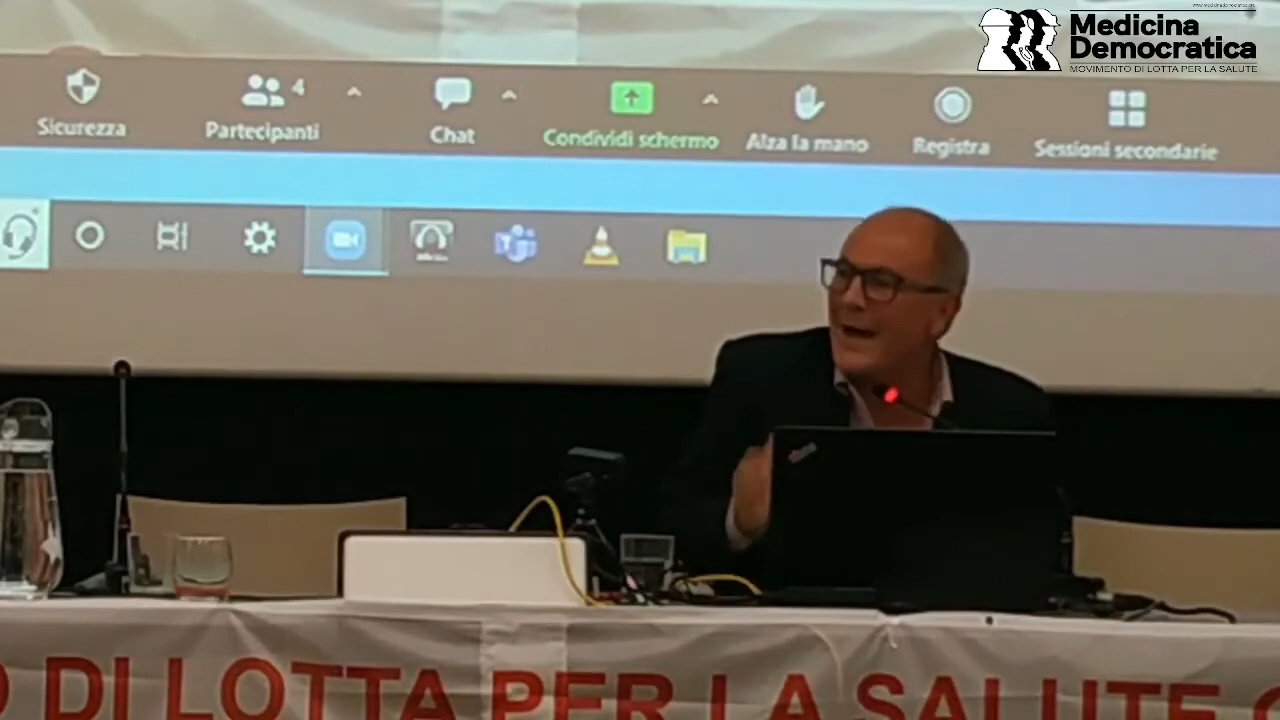 Medicina
Democratica
MOVIMENTO DI LOTTA PER LA SALUTE
Sicurezza
Partecipanti
4
Chat
Condividi schermo
Alza la mano
Registra
Sessioni secondarie
DI LOTTA PER LA SALUTE